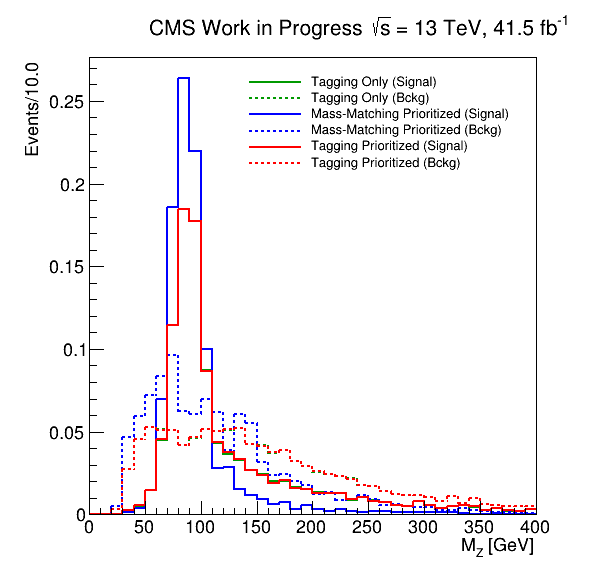 CMS Work in Progress √s = 13 TeV, 41.5 fb⁻¹
Events/10.0
Tagging Only (Signal)
Tagging Only (Bckg)
Mass-Matching Prioritized (Signal)
Mass-Matching Prioritized (Bckg)
Tagging Prioritized (Signal)
Tagging Prioritized (Bckg)
0.25
0.2
0.15
0.1
0.05
0
0 50 100 150 200 250 300 350 400
M_Z [GeV]